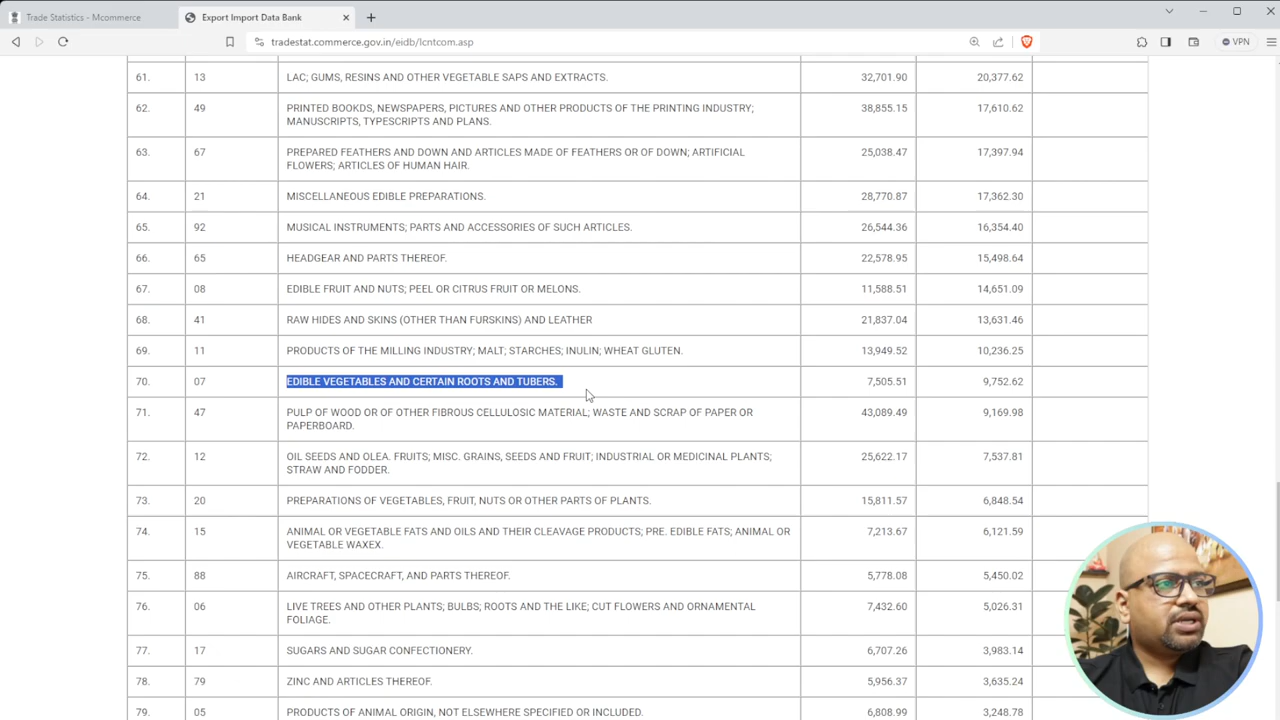 Trade Statistics - Mcommerce
Export Import Data Bank
tradestat.commerce.gov.in/eidb/lcntcom.asp
VPN
61. 13 LAC; GUMS, RESINS AND OTHER VEGETABLE SAPS AND EXTRACTS. 32,701.90 20,377.62
62. 49 PRINTED BOOKDS, NEWSPAPERS, PICTURES AND OTHER PRODUCTS OF THE PRINTING INDUSTRY; 38,855.15 17,610.62
MANUSCRIPTS, TYPESCRIPTS AND PLANS.
63. 67 PREPARED FEATHERS AND DOWN AND ARTICLES MADE OF FEATHERS OR OF DOWN; ARTIFICIAL 25,038.47 17,397.94
FLOWERS; ARTICLES OF HUMAN HAIR.
64. 21 MISCELLANEOUS EDIBLE PREPARATIONS. 28,770.87 17,362.30
65. 92 MUSICAL INSTRUMENTS; PARTS AND ACCESSORIES OF SUCH ARTICLES. 26,544.36 16,354.40
66. 65 HEADGEAR AND PARTS THEREOF. 22,578.95 15,498.64
67. 08 EDIBLE FRUIT AND NUTS; PEEL OR CITRUS FRUIT OR MELONS. 11,588.51 14,651.09
68. 41 RAW HIDES AND SKINS (OTHER THAN FURSKINS) AND LEATHER 21,837.04 13,631.46
69. 11 PRODUCTS OF THE MILLING INDUSTRY; MALT; STARCHES; INULIN; WHEAT GLUTEN. 13,949.52 10,236.25
70. 07 EDIBLE VEGETABLES AND CERTAIN ROOTS AND TUBERS. 7,505.51 9,752.62
71. 47 PULP OF WOOD OR OF OTHER FIBROUS CELLULOSIC MATERIAL; WASTE AND SCRAP OF PAPER OR 43,089.49 9,169.98
PAPERBOARD.
72. 12 OIL SEEDS AND OLEA. FRUITS; MISC. GRAINS, SEEDS AND FRUIT; INDUSTRIAL OR MEDICINAL PLANTS; 25,622.17 7,537.81
STRAW AND FODDER.
73. 20 PREPARATIONS OF VEGETABLES, FRUIT, NUTS OR OTHER PARTS OF PLANTS. 15,811.57 6,848.54
74. 15 ANIMAL OR VEGETABLE FATS AND OILS AND THEIR CLEAVAGE PRODUCTS; PRE. EDIBLE FATS; ANIMAL OR 7,213.67 6,121.59
VEGETABLE WAXEX.
75. 88 AIRCRAFT, SPACECRAFT, AND PARTS THEREOF. 5,778.08 5,450.02
76. 06 LIVE TREES AND OTHER PLANTS; BULBS; ROOTS AND THE LIKE; CUT FLOWERS AND ORNAMENTAL 7,432.60 5,026.31
FOLIAGE.
77. 17 SUGARS AND SUGAR CONFECTIONERY. 6,707.26 3,983.14
78. 79 ZINC AND ARTICLES THEREOF. 5,956.37 3,635.24
79. 05 PRODUCTS OF ANIMAL ORIGIN, NOT ELSEWHERE SPECIFIED OR INCLUDED. 6,808.99 3,248.78